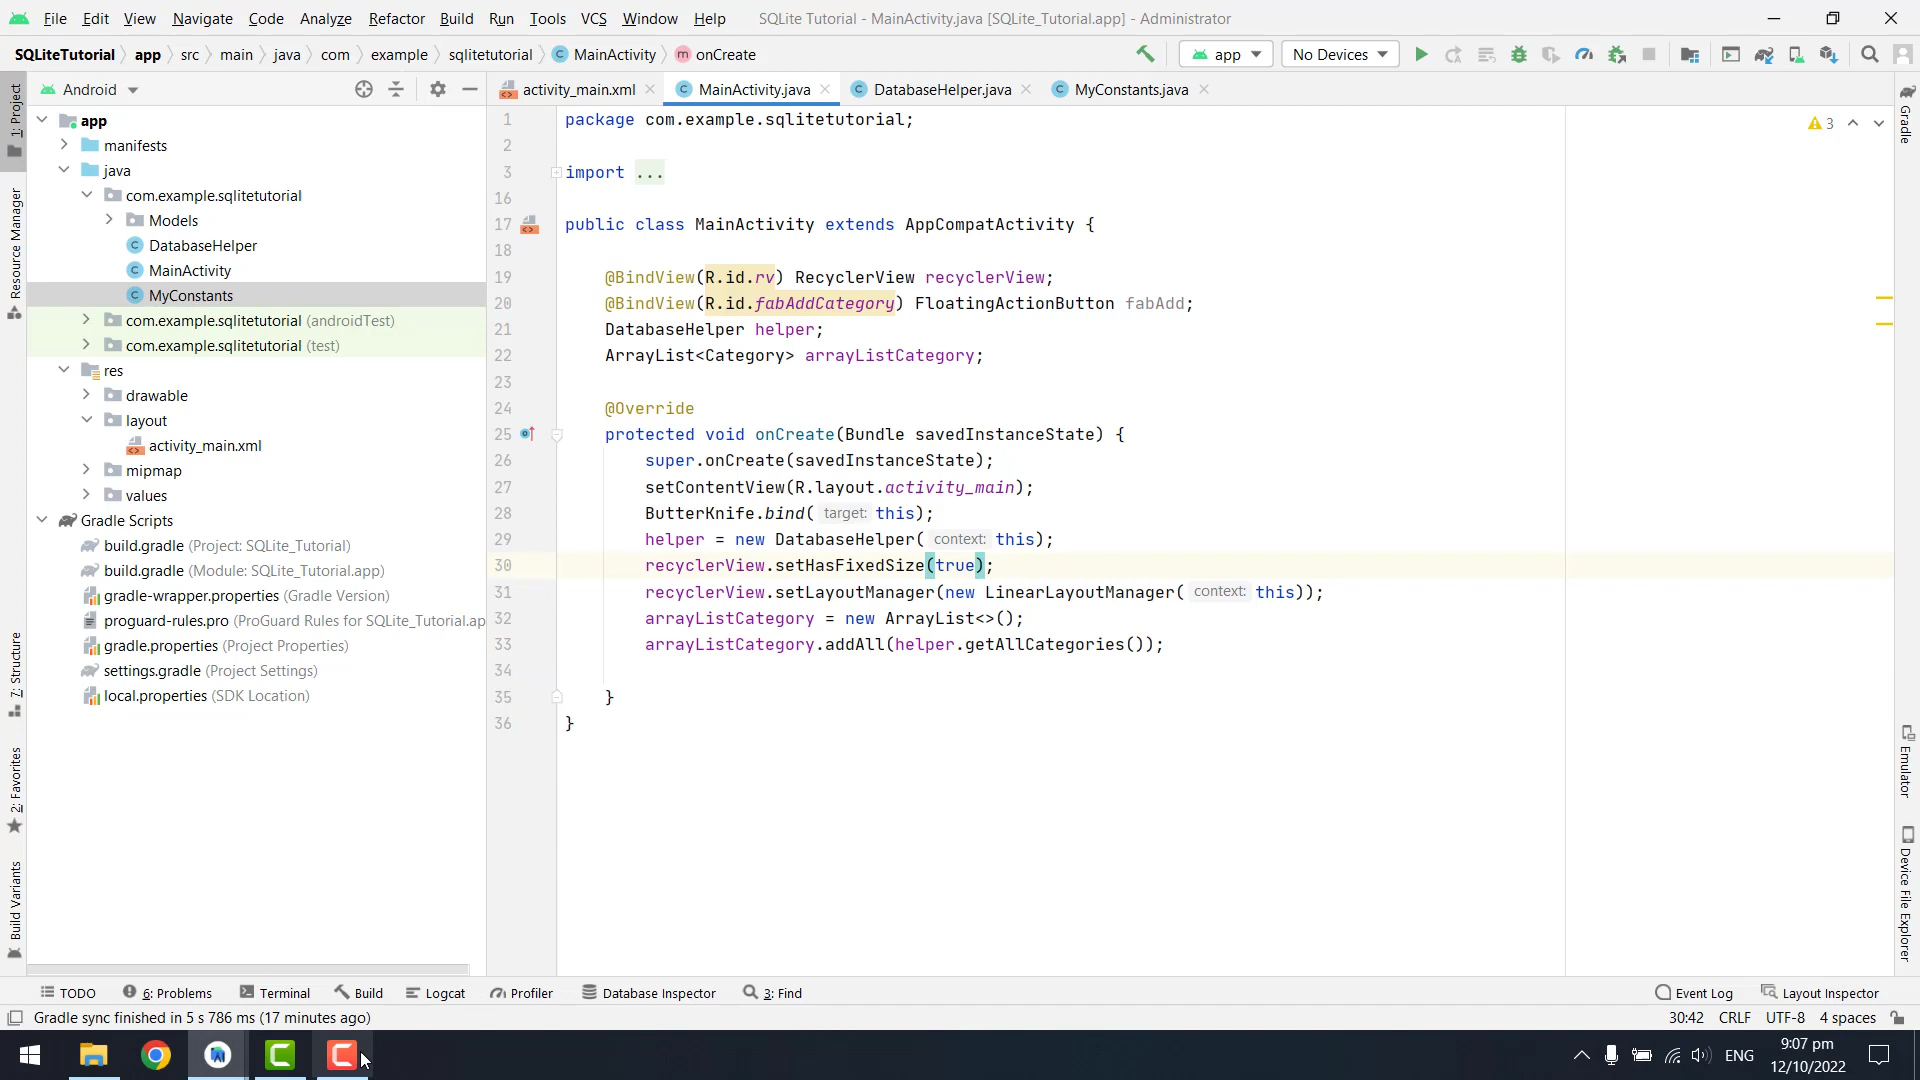 File Edit View Navigate Code Analyze Refactor Build Run Tools VCS Window Help SQLite Tutorial - MainActivity.java [SQLite_Tutorial.app] - Administrator
SQLiteTutorial app src main java com example sqlitetutorial MainActivity onCreate app No Devices
Android
activity_main.xml MainActivity.java DatabaseHelper.java MyConstants.java
1: Project
Resource Manager
7: Structure
2: Favorites
Build Variants
app
manifests
java
com.example.sqlitetutorial
Models
DatabaseHelper
MainActivity
MyConstants
com.example.sqlitetutorial (androidTest)
com.example.sqlitetutorial (test)
res
drawable
layout
activity_main.xml
mipmap
values
Gradle Scripts
build.gradle (Project: SQLite_Tutorial)
build.gradle (Module: SQLite_Tutorial.app)
gradle-wrapper.properties (Gradle Version)
proguard-rules.pro (ProGuard Rules for SQLite_Tutorial.ap
gradle.properties (Project Properties)
settings.gradle (Project Settings)
local.properties (SDK Location)
1 package com.example.sqlitetutorial;
2
3 import ...
16
17 public class MainActivity extends AppCompatActivity {
18
19 @BindView(R.id.rv) RecyclerView recyclerView;
20 @BindView(R.id.fabAddCategory) FloatingActionButton fabAdd;
21 DatabaseHelper helper;
22 ArrayList<Category> arrayListCategory;
23
24 @Override
25 protected void onCreate(Bundle savedInstanceState) {
26 super.onCreate(savedInstanceState);
27 setContentView(R.layout.activity_main);
28 ButterKnife.bind( target: this);
29 helper = new DatabaseHelper( context: this);
30 recyclerView.setHasFixedSize(true);
31 recyclerView.setLayoutManager(new LinearLayoutManager( context: this));
32 arrayListCategory = new ArrayList<>();
33 arrayListCategory.addAll(helper.getAllCategories());
34
35 }
36 }
3
Gradle
Emulator
Device File Explorer
TODO 6: Problems Terminal Build Logcat Profiler Database Inspector 3: Find Event Log Layout Inspector
Gradle sync finished in 5 s 786 ms (17 minutes ago) 30:42 CRLF UTF-8 4 spaces
ENG 9:07 pm
12/10/2022